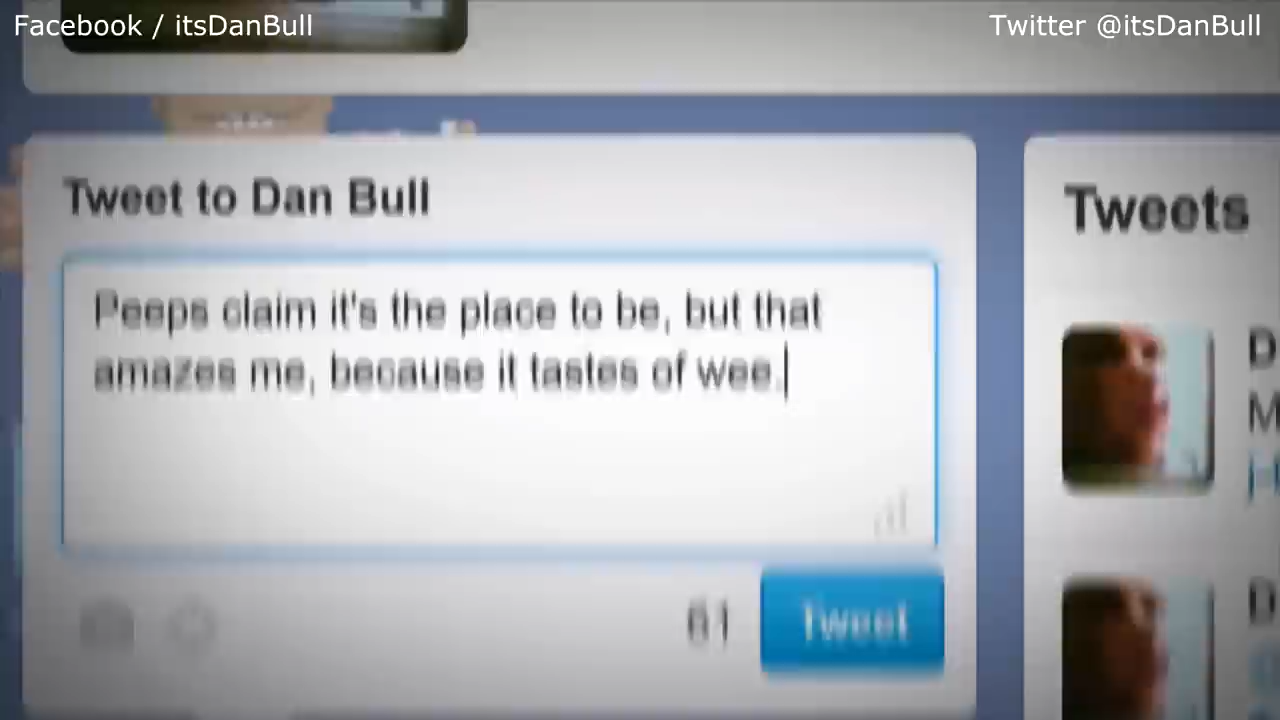 Facebook / itsDanBull
Twitter @itsDanBull
Tweet to Dan Bull
Tweets
Peeps claim it's the place to be, but that
amazes me, because it tastes of wee.
D
M
H
61
Tweet
D